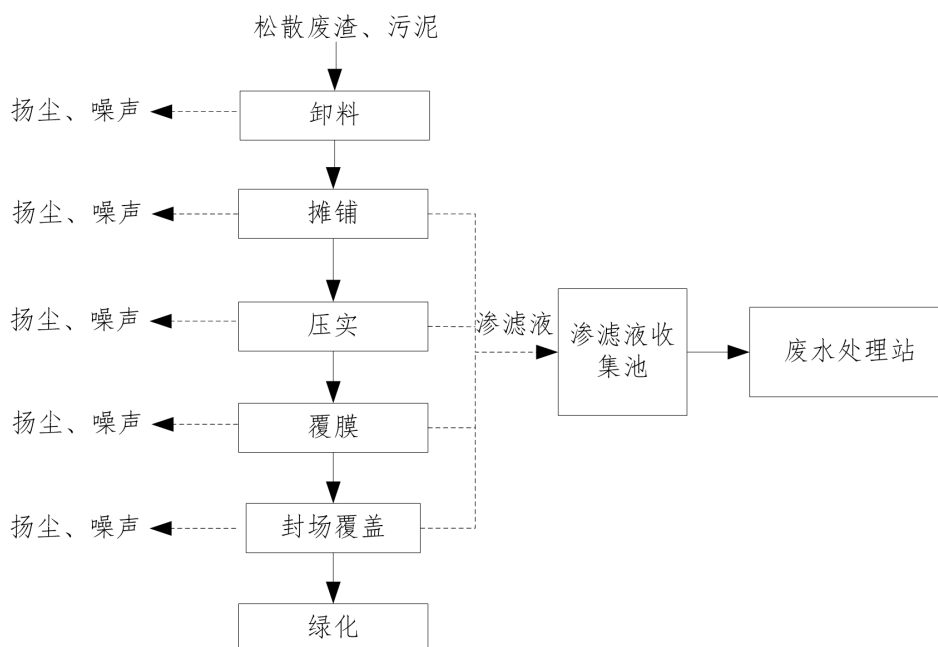 松散废渣、污泥
扬尘、噪声
卸料
扬尘、噪声
摊铺
扬尘、噪声
压实
渗滤液
渗滤液收
集池
废水处理站
扬尘、噪声
覆膜
扬尘、噪声
封场覆盖
绿化